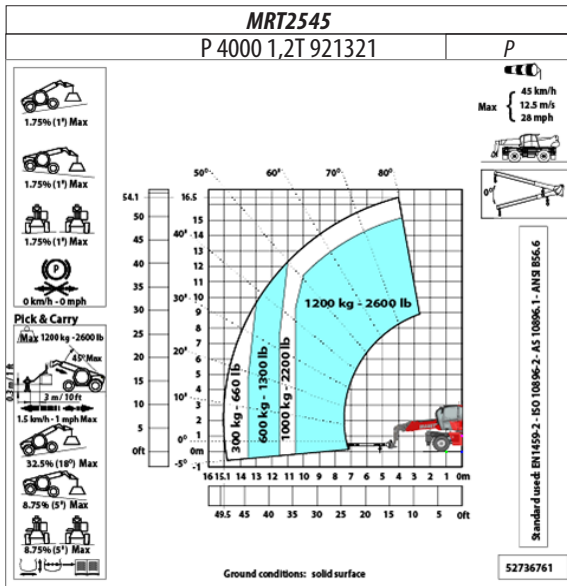 MRT2545
P 4000 1,2T 921321
P
1.75% (1°) Max
1.75% (1°) Max
1.75% (1°) Max
P
0 km/h - 0 mph
Pick & Carry
Max 1200 kg - 2600 lb
45° Max
0.3 m / 1 ft
3 m / 10 ft
1.5 km/h - 1 mph Max
32.5% (18°) Max
8.75% (5°) Max
8.75% (5°) Max
Max
45 km/h
12.5 m/s
28 mph
0°
50° 60° 70° 80°
40°
30°
20°
10°
0°
-5°
54.1
50
45
40
35
30
25
20
15
10
5
0ft
16.5
15
14
13
12
11
10
9
8
7
6
5
4
3
2
1
0m
-1
300 kg - 660 lb
600 kg - 1300 lb
1000 kg - 2200 lb
1200 kg - 2600 lb
16 15.1 14 13 12 11 10 9 8 7 6 5 4 3 2 1 0m
49.5 45 40 35 30 25 20 15 10 5 0ft
Ground conditions: solid surface
Standard used: EN1459-2 - ISO 10896-2 - AS 10896.1 - ANSI B56.6
52736761